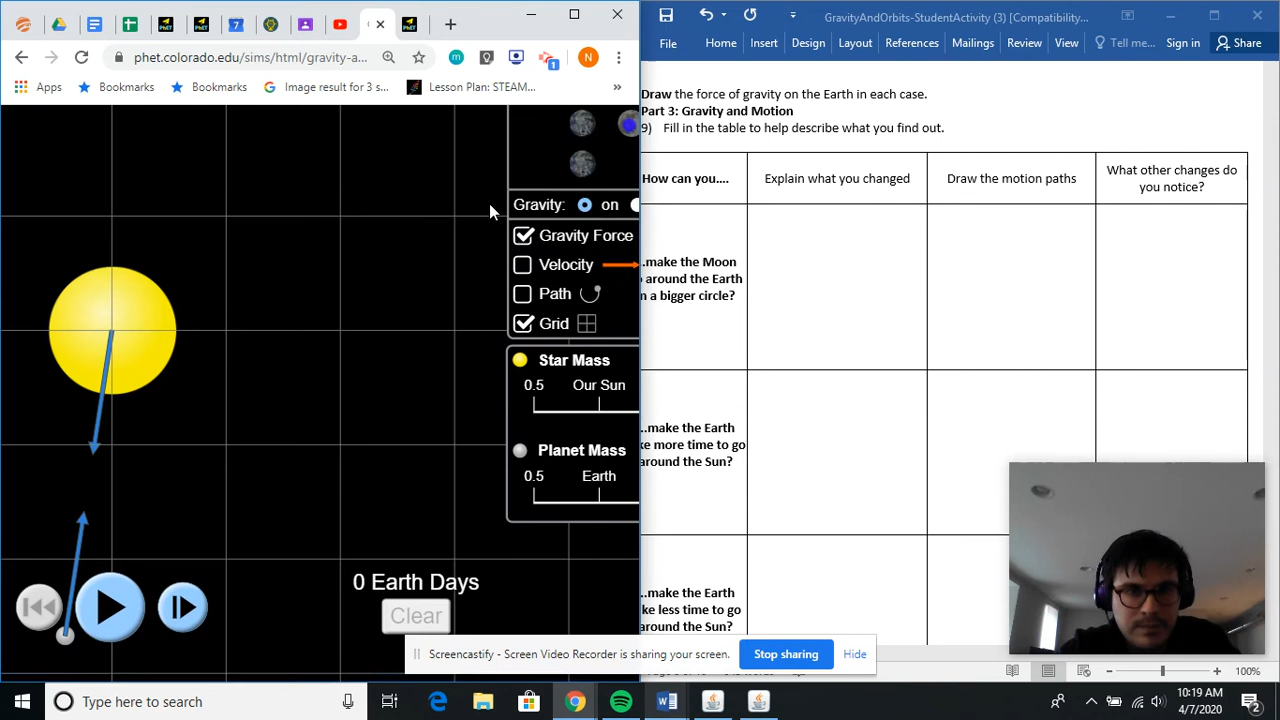 phet.colorado.edu/sims/html/gravity-a...
Apps
Bookmarks
Bookmarks
Image result for 3 s...
Lesson Plan: STEAM...
»
Gravity:
on
Gravity Force
Velocity
Path
Grid
Star Mass
0.5
Our Sun
Planet Mass
0.5
Earth
0 Earth Days
Clear
GravityAndOrbits-StudentActivity (3) [Compatibility...
File
Home
Insert
Design
Layout
References
Mailings
Review
View
Tell me...
Sign in
Share
Draw the force of gravity on the Earth in each case.
Part 3: Gravity and Motion
9) Fill in the table to help describe what you find out.
How can you....
Explain what you changed
Draw the motion paths
What other changes do
you notice?
..make the Moon
o around the Earth
n a bigger circle?
...make the Earth
ke more time to go
around the Sun?
...make the Earth
ke less time to go
around the Sun?
Screencastify - Screen Video Recorder is sharing your screen.
Stop sharing
Hide
100%
Type here to search
10:19 AM
4/7/2020
2